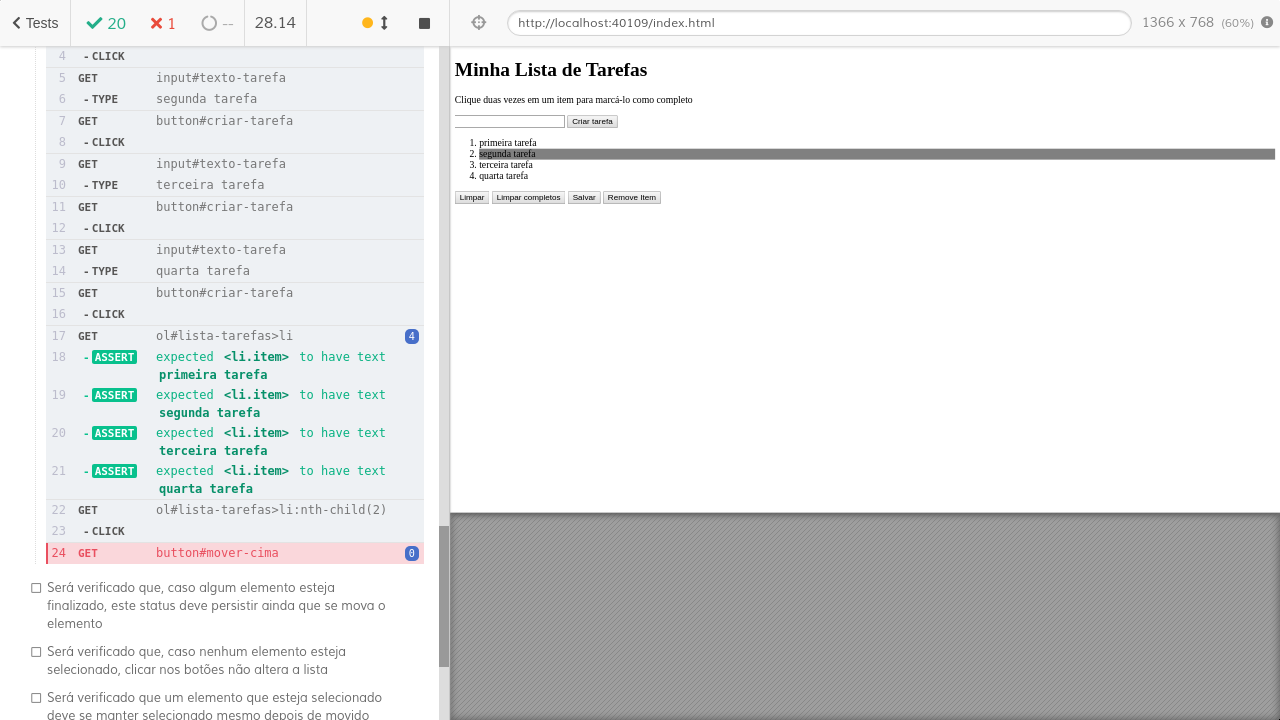 Tests 20 1 -- 28.14 http://localhost:40109/index.html 1366 x 768 (60%)
4 - CLICK
5 GET input#texto-tarefa
6 - TYPE segunda tarefa
7 GET button#criar-tarefa
8 - CLICK
9 GET input#texto-tarefa
10 - TYPE terceira tarefa
11 GET button#criar-tarefa
12 - CLICK
13 GET input#texto-tarefa
14 - TYPE quarta tarefa
15 GET button#criar-tarefa
16 - CLICK
17 GET ol#lista-tarefas>li 4
18 - ASSERT expected <li.item> to have text
primeira tarefa
19 - ASSERT expected <li.item> to have text
segunda tarefa
20 - ASSERT expected <li.item> to have text
terceira tarefa
21 - ASSERT expected <li.item> to have text
quarta tarefa
22 GET ol#lista-tarefas>li:nth-child(2)
23 - CLICK
24 GET button#mover-cima 0
Será verificado que, caso algum elemento esteja
finalizado, este status deve persistir ainda que se mova o
elemento
Será verificado que, caso nenhum elemento esteja
selecionado, clicar nos botões não altera a lista
Será verificado que um elemento que esteja selecionado
deve se manter selecionado mesmo depois de movido
Minha Lista de Tarefas
Clique duas vezes em um item para marcá-lo como completo
Criar tarefa
1. primeira tarefa
2. segunda tarefa
3. terceira tarefa
4. quarta tarefa
Limpar Limpar completos Salvar Remove Item